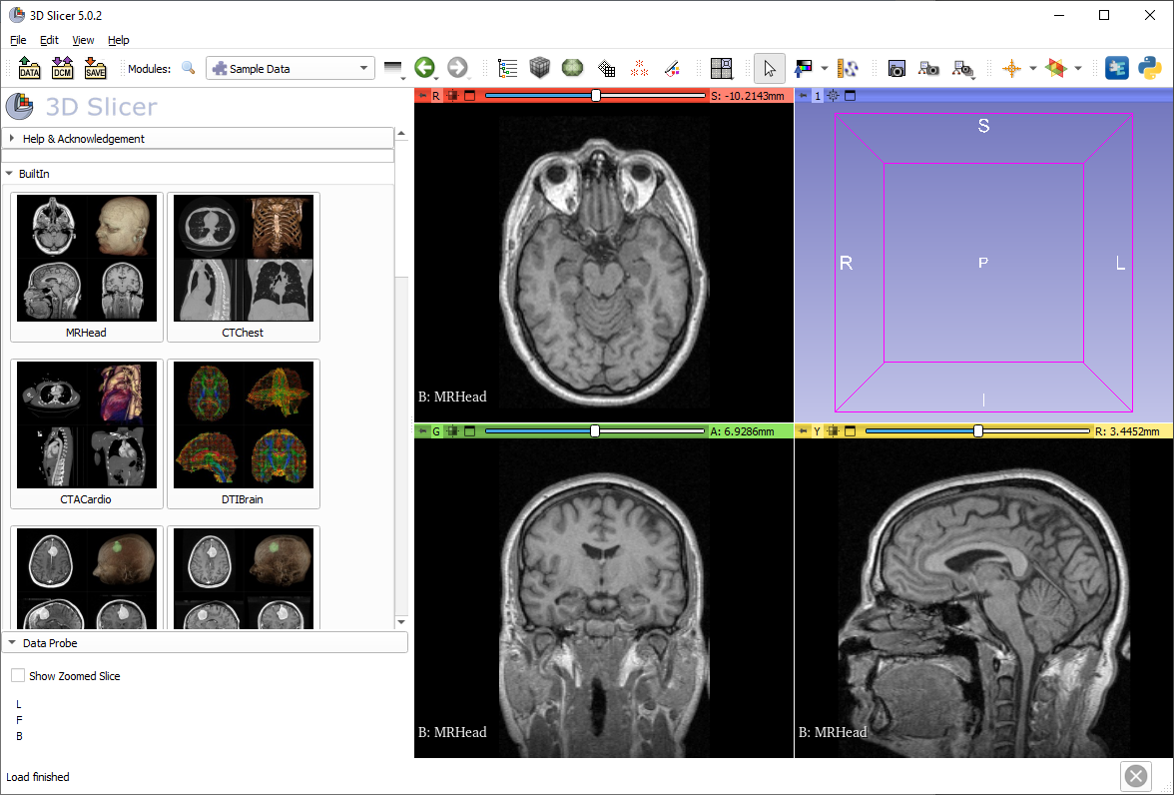 3D Slicer 5.0.2
File Edit View Help
DATA DCM SAVE Modules: Sample Data
3D Slicer
Help & Acknowledgement
BuiltIn
MRHead CTChest
CTACardio DTIBrain
Data Probe
Show Zoomed Slice
L
F
B
Load finished
R S: -10.2143mm
B: MRHead
1
S
R P L
I
G A: 6.9286mm
B: MRHead
Y R: 3.4452mm
B: MRHead